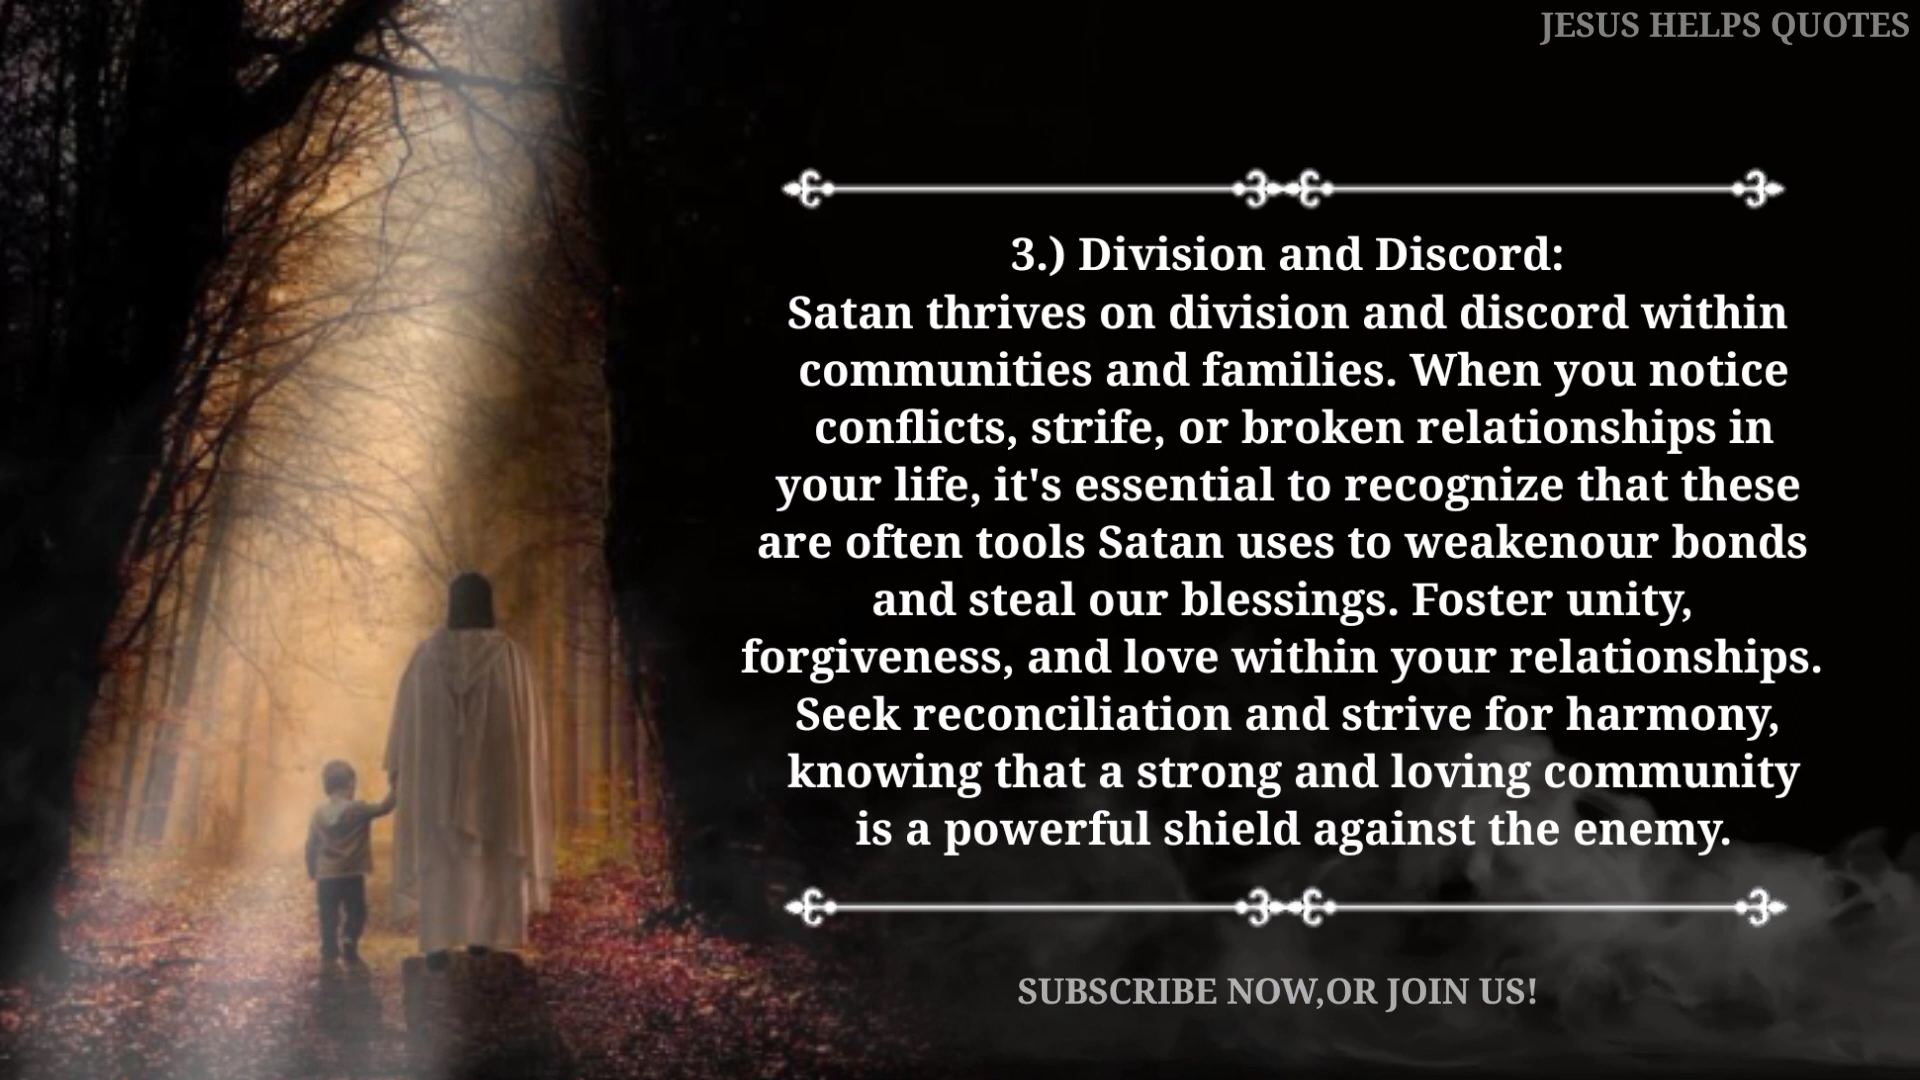 JESUS HELPS QUOTES
3.) Division and Discord:
Satan thrives on division and discord within
communities and families. When you notice
conflicts, strife, or broken relationships in
your life, it's essential to recognize that these
are often tools Satan uses to weakenour bonds
and steal our blessings. Foster unity,
forgiveness, and love within your relationships.
Seek reconciliation and strive for harmony,
knowing that a strong and loving community
is a powerful shield against the enemy.
SUBSCRIBE NOW,OR JOIN US!